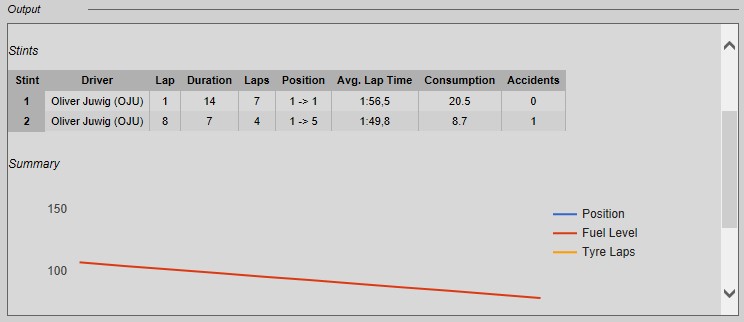 Output
Stints
Stint Driver Lap Duration Laps Position Avg. Lap Time Consumption Accidents
1 Oliver Juwig (OJU) 1 14 7 1 -> 1 1:56,5 20.5 0
2 Oliver Juwig (OJU) 8 7 4 1 -> 5 1:49,8 8.7 1
Summary
150
100
Position
Fuel Level
Tyre Laps